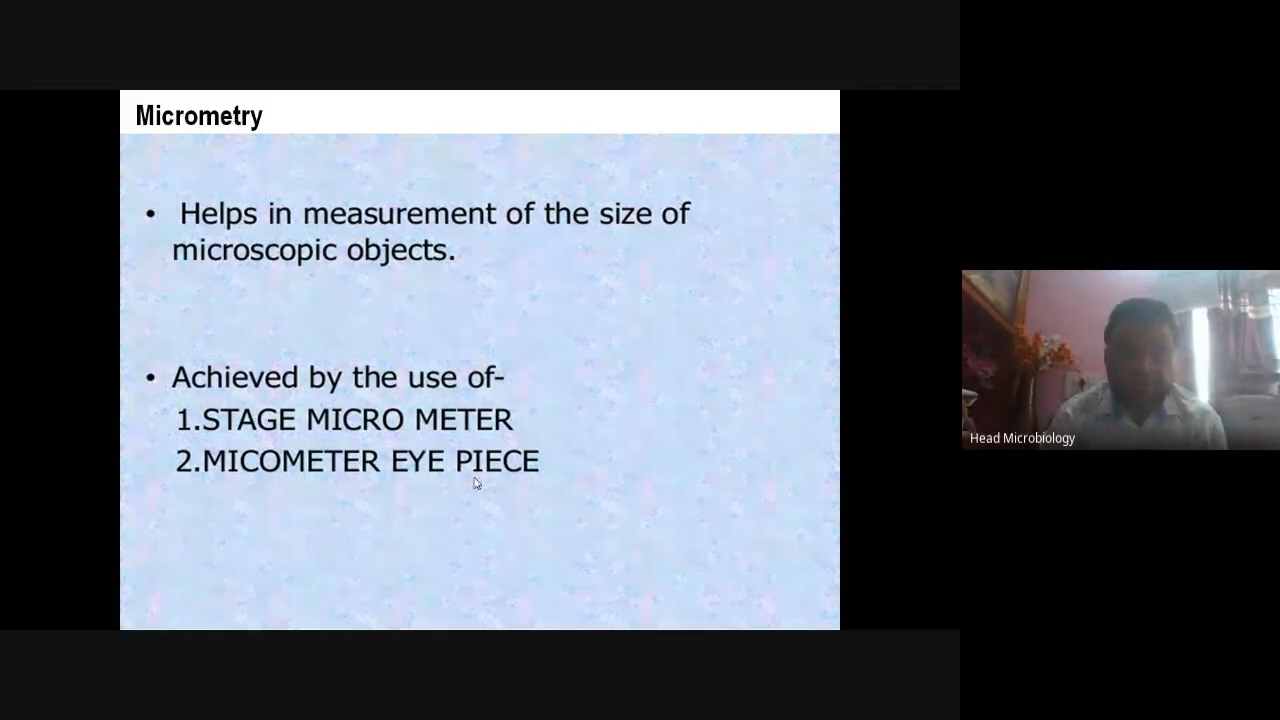 Micrometry
• Helps in measurement of the size of
microscopic objects.
• Achieved by the use of-
1.STAGE MICRO METER
2.MICOMETER EYE PIECE
Head Microbiology